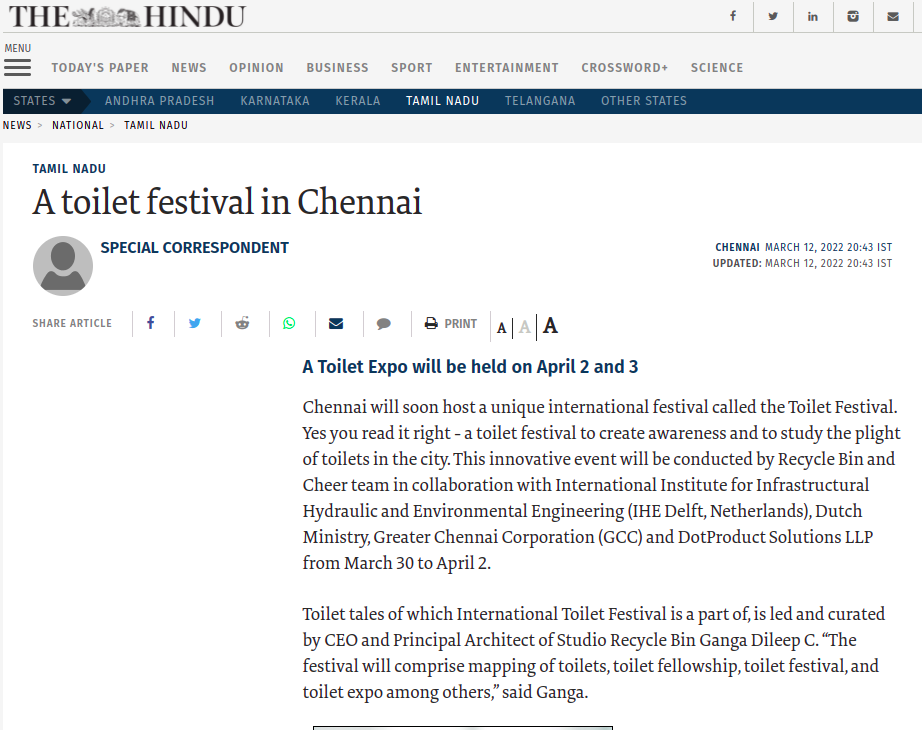 THE HINDU
MENU
TODAY'S PAPER NEWS OPINION BUSINESS SPORT ENTERTAINMENT CROSSWORD+ SCIENCE
STATES ANDHRA PRADESH KARNATAKA KERALA TAMIL NADU TELANGANA OTHER STATES
NEWS > NATIONAL > TAMIL NADU
TAMIL NADU
A toilet festival in Chennai
SPECIAL CORRESPONDENT
CHENNAI MARCH 12, 2022 20:43 IST
UPDATED: MARCH 12, 2022 20:43 IST
SHARE ARTICLE PRINT A A A
A Toilet Expo will be held on April 2 and 3
Chennai will soon host a unique international festival called the Toilet Festival.
Yes you read it right - a toilet festival to create awareness and to study the plight
of toilets in the city. This innovative event will be conducted by Recycle Bin and
Cheer team in collaboration with International Institute for Infrastructural
Hydraulic and Environmental Engineering (IHE Delft, Netherlands), Dutch
Ministry, Greater Chennai Corporation (GCC) and DotProduct Solutions LLP
from March 30 to April 2.
Toilet tales of which International Toilet Festival is a part of, is led and curated
by CEO and Principal Architect of Studio Recycle Bin Ganga Dileep C. “The
festival will comprise mapping of toilets, toilet fellowship, toilet festival, and
toilet expo among others,” said Ganga.